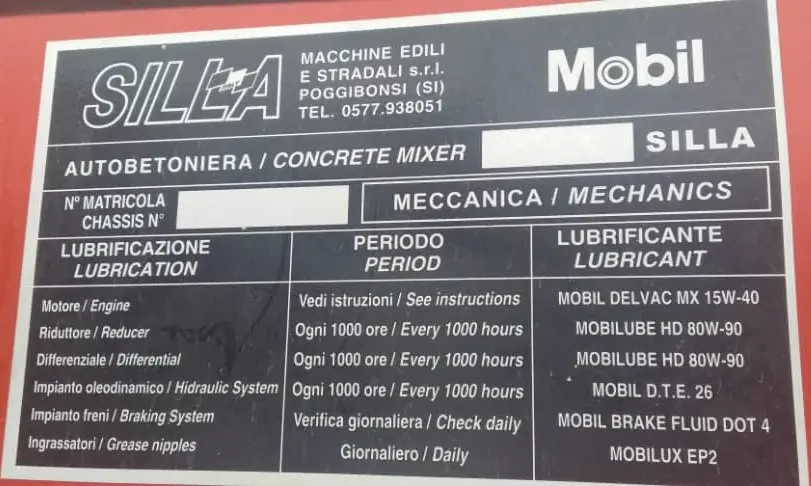 SILLA
MACCHINE EDILI
E STRADALI s.r.l.
POGGIBONSI (SI)
TEL. 0577.938051
Mobil
AUTOBETONIERA / CONCRETE MIXER SILLA
N° MATRICOLA
CHASSIS N°
MECCANICA / MECHANICS
LUBRIFICAZIONE
LUBRICATION
PERIODO
PERIOD
LUBRIFICANTE
LUBRICANT
Motore / Engine Vedi istruzioni / See instructions MOBIL DELVAC MX 15W-40
Riduttore / Reducer Ogni 1000 ore / Every 1000 hours MOBILUBE HD 80W-90
Differenziale / Differential Ogni 1000 ore / Every 1000 hours MOBILUBE HD 80W-90
Impianto oleodinamico / Hidraulic System Ogni 1000 ore / Every 1000 hours MOBIL D.T.E. 26
Impianto freni / Braking System Verifica giornaliera / Check daily MOBIL BRAKE FLUID DOT 4
Ingrassatori / Grease nipples Giornaliero / Daily MOBILUX EP2